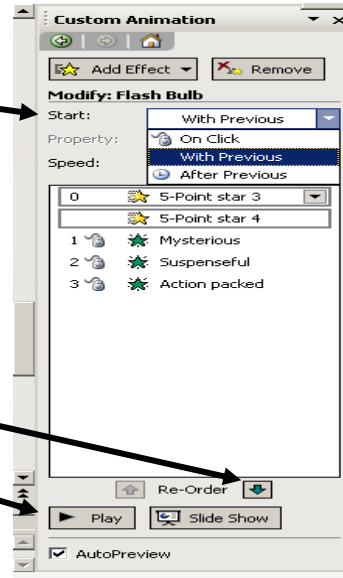 Custom Animation
Add Effect Remove
Modify: Flash Bulb
Start: With Previous
Property: On Click
With Previous
Speed:
After Previous
0 5-Point star 3
5-Point star 4
1 Mysterious
2 Suspenseful
3 Action packed
Re-Order
Play Slide Show
AutoPreview